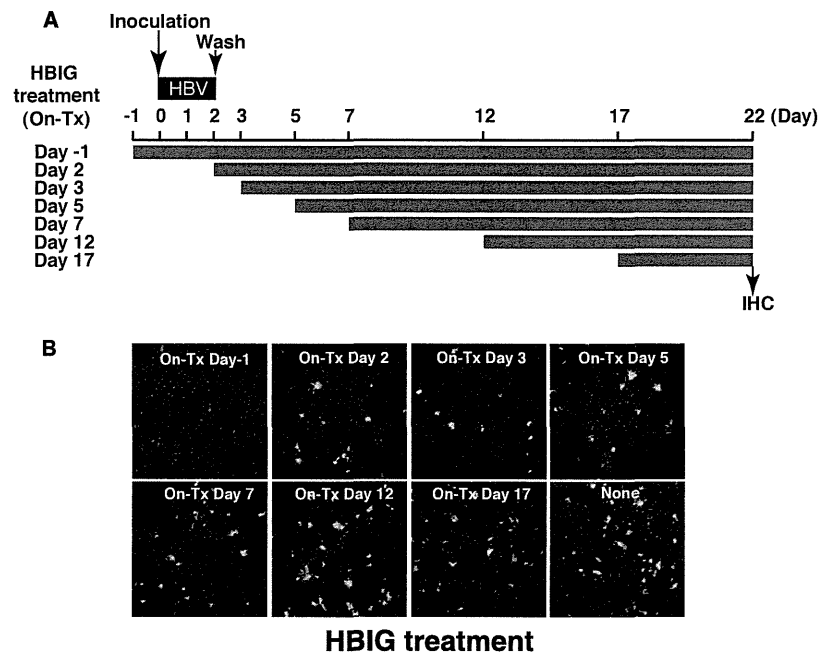 A
Inoculation
Wash
HBV
HBIG
treatment
(On-Tx)
-1 0 1 2 3 5 7 12 17 22 (Day)
Day -1
Day 2
Day 3
Day 5
Day 7
Day 12
Day 17
IHC
B
On-Tx Day-1 On-Tx Day 2 On-Tx Day 3 On-Tx Day 5
On-Tx Day 7 On-Tx Day 12 On-Tx Day 17 None
HBIG treatment